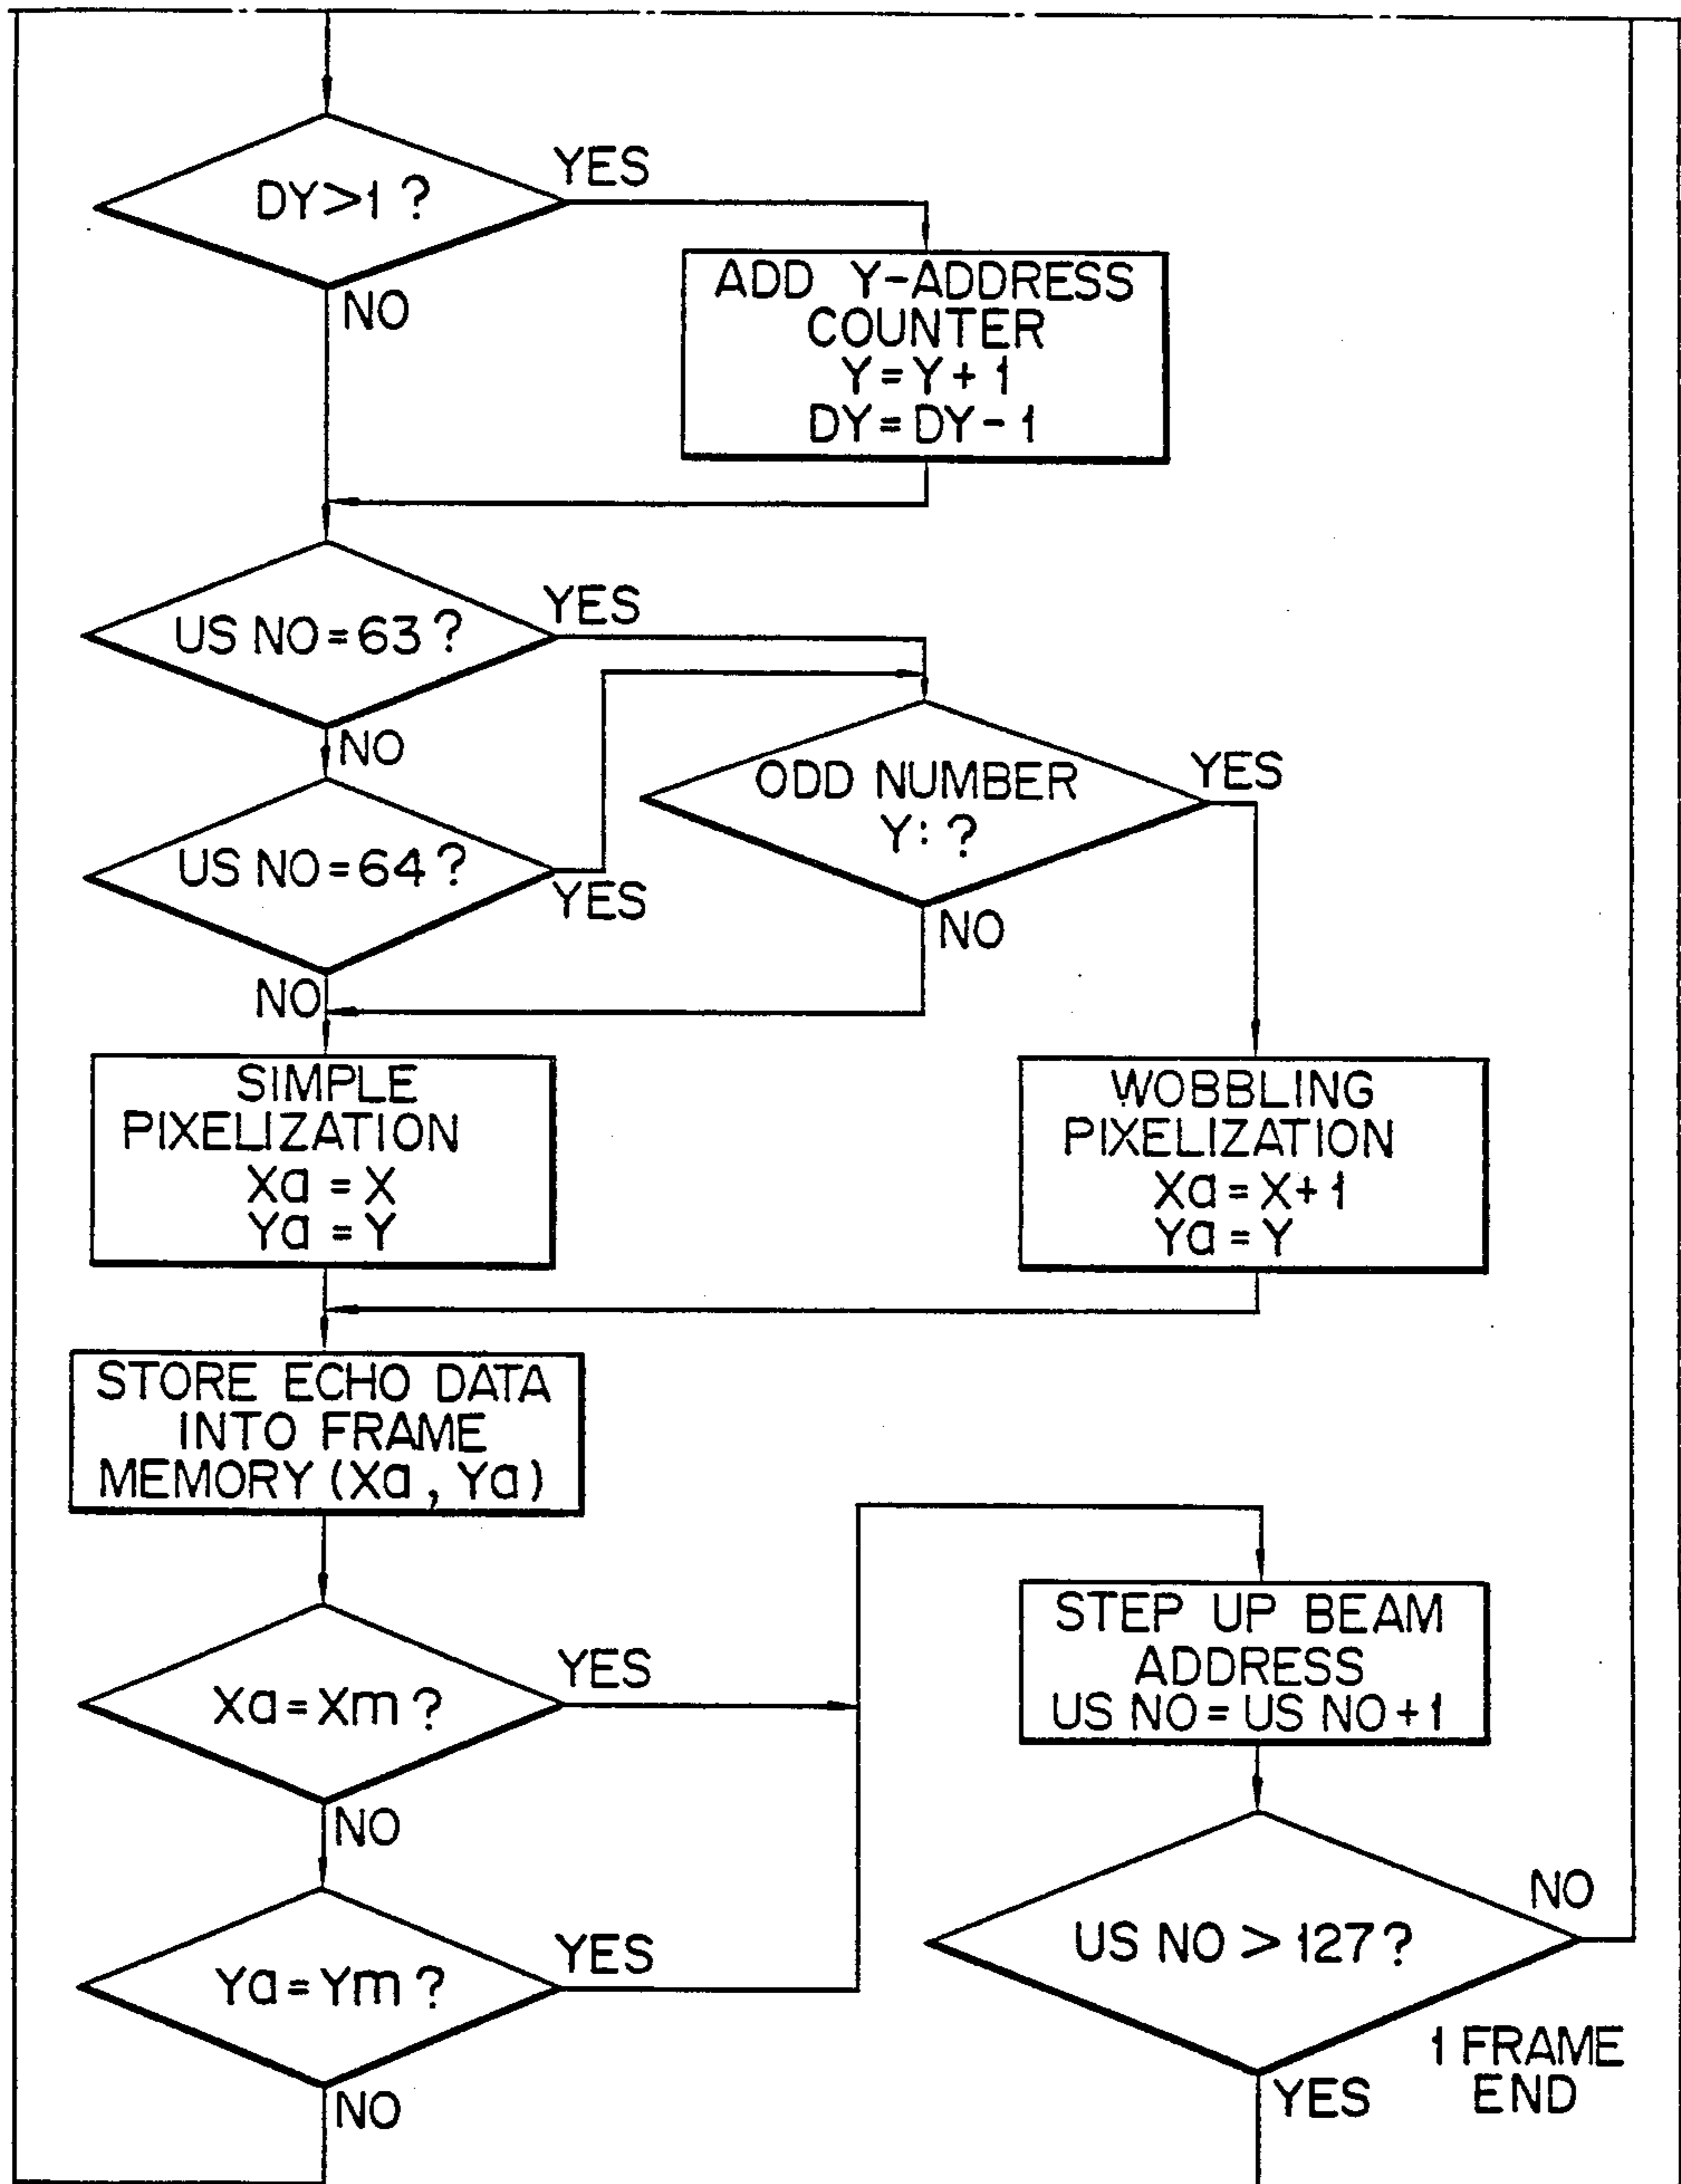 DY>1 ?
YES
NO
ADD Y-ADDRESS
COUNTER
Y=Y+1
DY=DY-1
US NO=63 ?
YES
NO
US NO=64 ?
YES
NO
ODD NUMBER
Y: ?
YES
NO
SIMPLE
PIXELIZATION
Xa = X
Ya = Y
WOBBLING
PIXELIZATION
Xa = X+1
Ya = Y
STORE ECHO DATA
INTO FRAME
MEMORY (Xa, Ya)
Xa=Xm ?
YES
NO
Ya=Ym ?
YES
NO
STEP UP BEAM
ADDRESS
US NO=US NO+1
US NO > 127 ?
NO
YES
1 FRAME
END